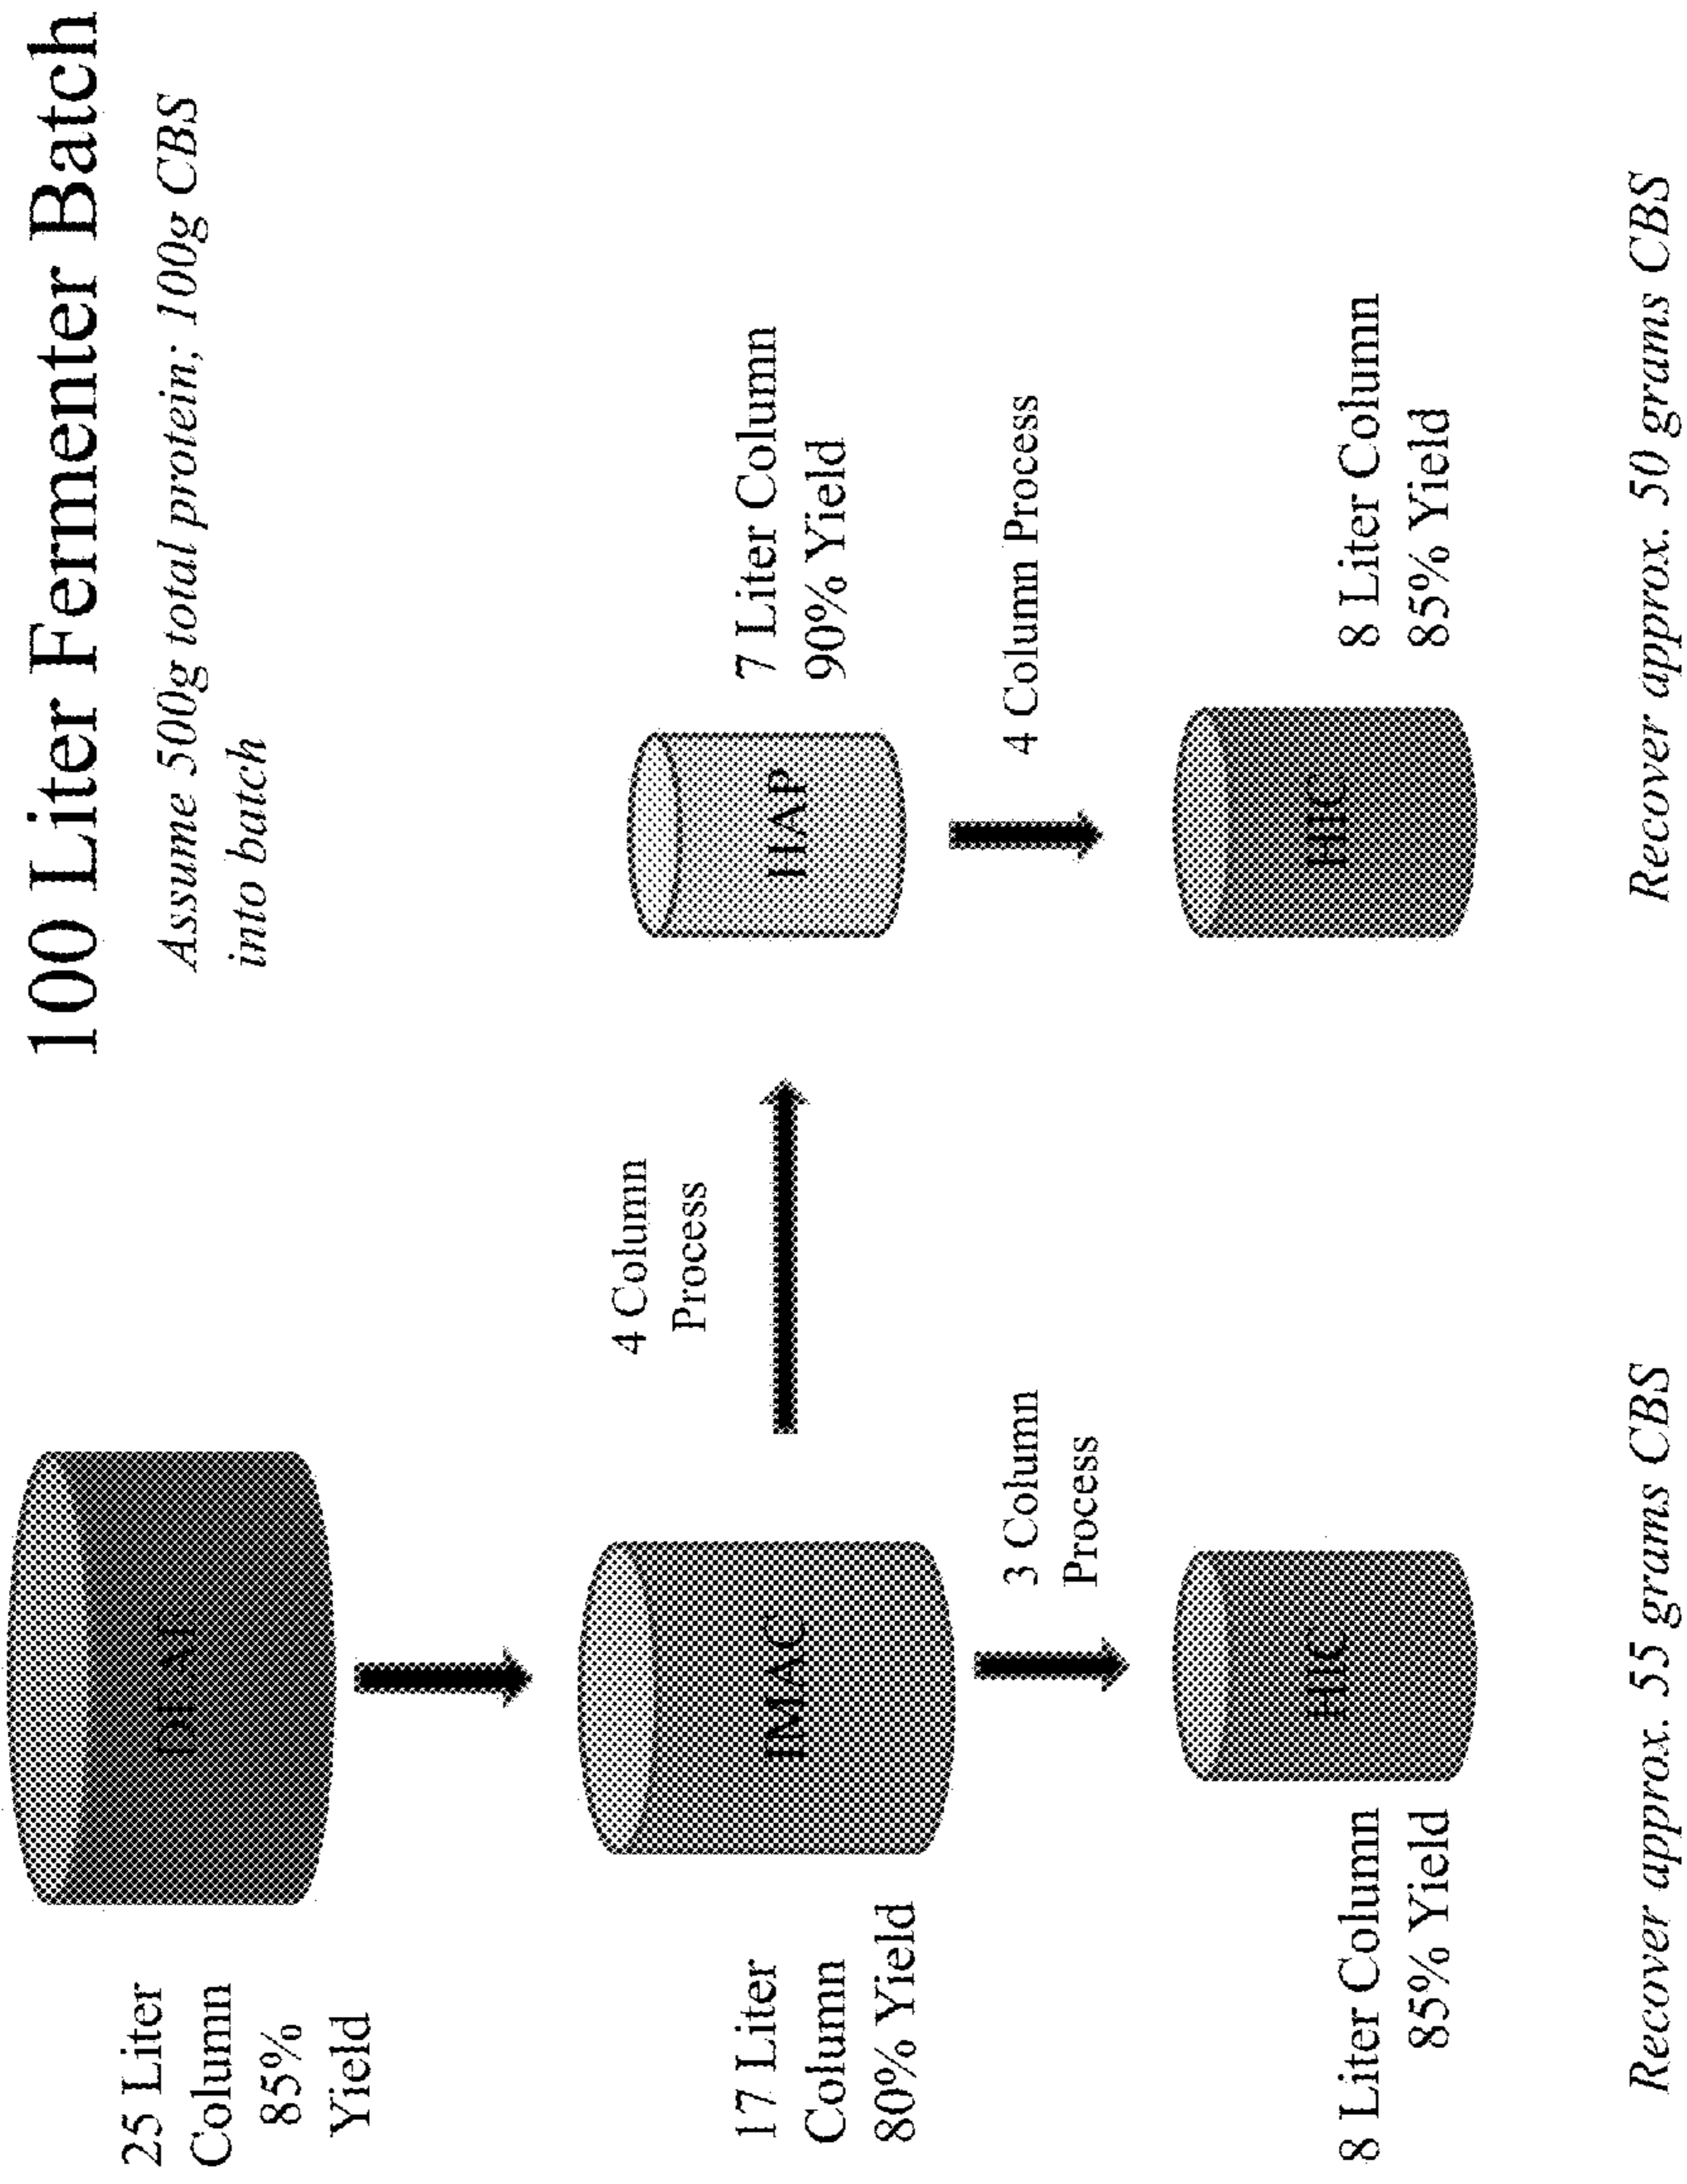 100 Liter Fermenter Batch
Assume 500g total protein; 100g CBS
into batch
25 Liter
Column
85%
Yield
DEAE
4 Column
Process
17 Liter
Column
80% Yield
IMAC
HAP
7 Liter Column
90% Yield
3 Column
Process
4 Column Process
8 Liter Column
85% Yield
HIC
HIC
8 Liter Column
85% Yield
Recover approx. 55 grams CBS
Recover approx. 50 grams CBS